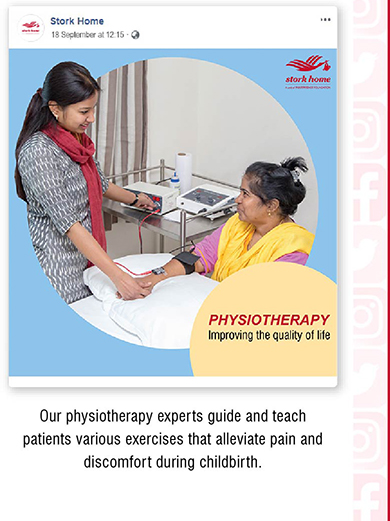 Stork Home
18 September at 12:15 ·
stork home
PHYSIOTHERAPY
Improving the quality of life
Our physiotherapy experts guide and teach
patients various exercises that alleviate pain and
discomfort during childbirth.